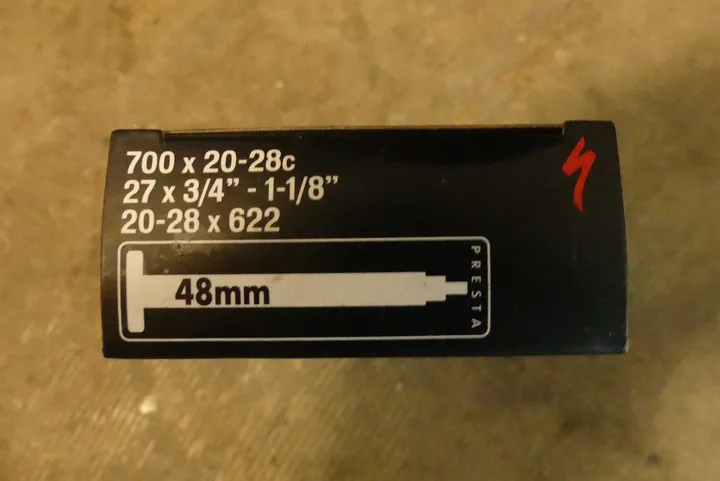 700 x 20-28c
27 x 3/4” - 1-1/8”
20-28 x 622
48mm
PRESTA